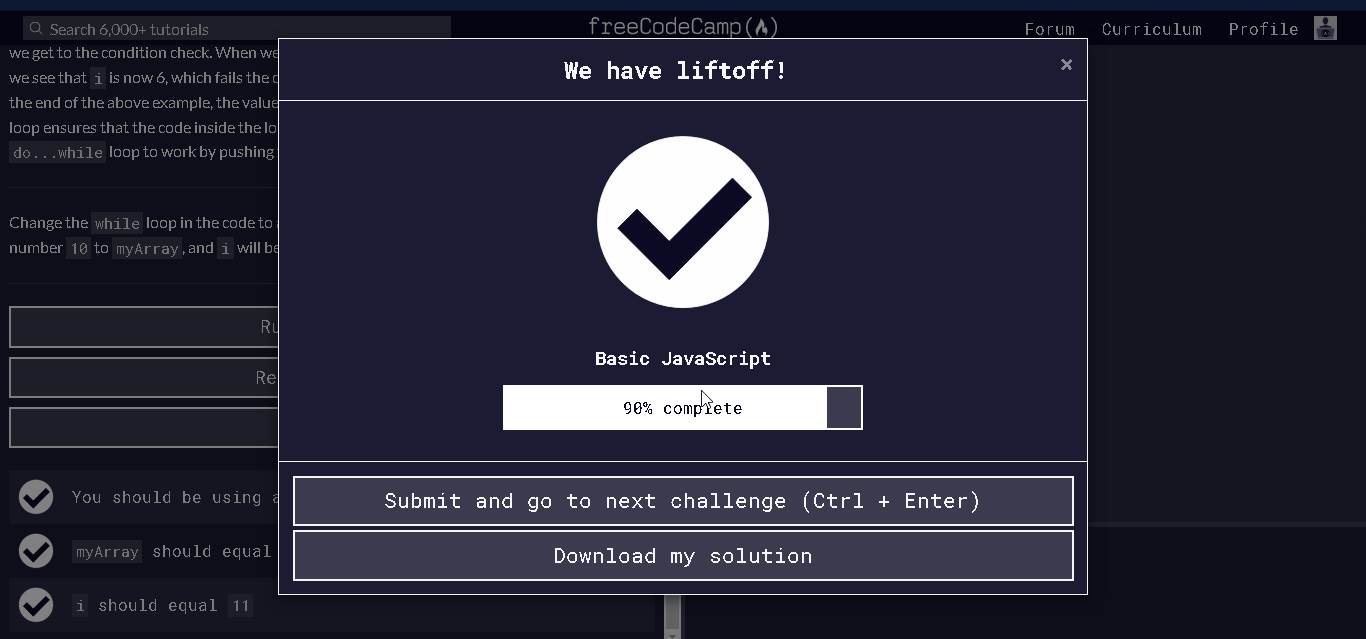 Search 6,000+ tutorials
freeCodeCamp
Forum
Curriculum
Profile
we get to the condition check. When we
we see that i is now 6, which fails the
the end of the above example, the value
loop ensures that the code inside the
do...while loop to work by pushing
Change the while loop in the code to
number 10 to myArray, and i will
You should be using
myArray should equal
i should equal 11
We have liftoff!
×
Basic JavaScript
90% complete
Submit and go to next challenge (Ctrl + Enter)
Download my solution